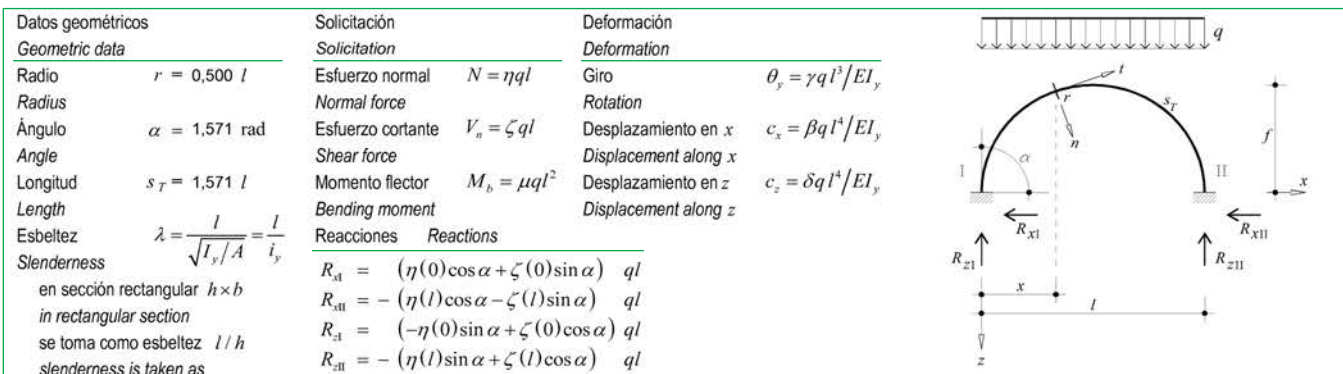 Datos geométricos
Geometric data
Radio r = 0,500 l
Radius
Ángulo α = 1,571 rad
Angle
Longitud s_T = 1,571 l
Length
Esbeltez λ = l/√(I_y/A) = l/i_y
Slenderness
en sección rectangular h×b
in rectangular section
se toma como esbeltez l/h
slenderness is taken as
Solicitación
Solicitation
Esfuerzo normal N = ηql
Normal force
Esfuerzo cortante V_n = ζql
Shear force
Momento flector M_b = μql²
Bending moment
Reacciones Reactions
R_xI = (η(0)cos α + ζ(0)sin α) ql
R_xII = − (η(l)cos α − ζ(l)sin α) ql
R_zI = (−η(0)sin α + ζ(0)cos α) ql
R_zII = − (η(l)sin α + ζ(l)cos α) ql
Deformación
Deformation
Giro θ_y = γql³/EI_y
Rotation
Desplazamiento en x c_x = βql⁴/EI_y
Displacement along x
Desplazamiento en z c_z = δql⁴/EI_y
Displacement along z
q
t
r
s_T
n
f
α
I
II
x
R_xI
R_xII
R_zI
R_zII
x
l
z